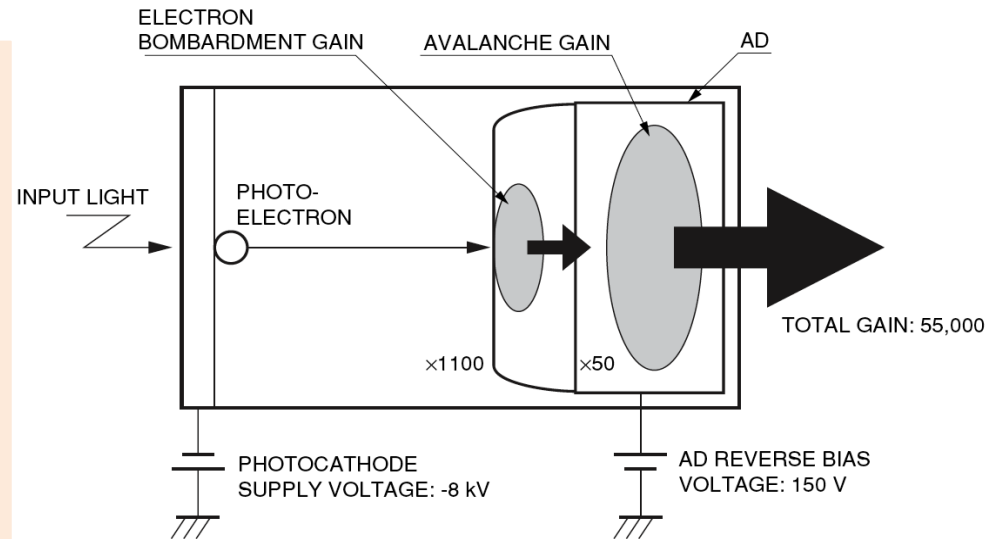 ELECTRON
BOMBARDMENT GAIN
AVALANCHE GAIN
AD
INPUT LIGHT
PHOTO-
ELECTRON
×1100
×50
TOTAL GAIN: 55,000
PHOTOCATHODE
SUPPLY VOLTAGE: -8 kV
AD REVERSE BIAS
VOLTAGE: 150 V